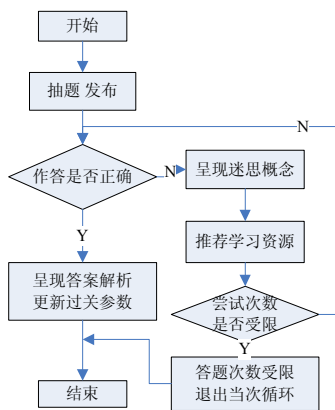 开始
抽题 发布
N
作答是否正确
N
呈现迷思概念
推荐学习资源
Y
呈现答案解析
更新过关参数
尝试次数
是否受限
Y
答题次数受限
退出当次循环
结束